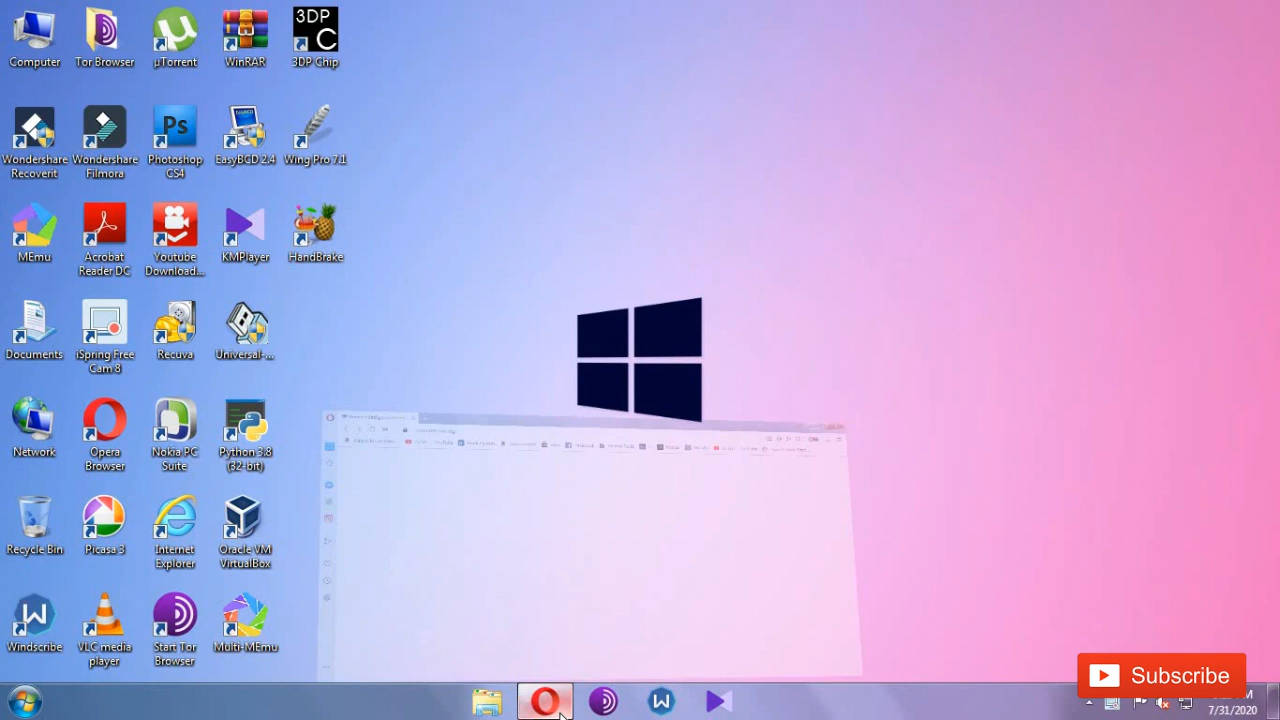 3DP
C
Computer
Tor Browser
µTorrent
WinRAR
3DP Chip
Ps
Wondershare
Recoverit
Wondershare
Filmora
Photoshop
CS4
EasyBCD 2.4
Wing Pro 7.1
MEmu
Acrobat
Reader DC
Youtube
Download...
KMPlayer
HandBrake
Documents
iSpring Free
Cam 8
Recuva
Universal-...
Network
Opera
Browser
Nokia PC
Suite
Python 3.8
(32-bit)
Recycle Bin
Picasa 3
Internet
Explorer
Oracle VM
VirtualBox
Windscribe
VLC media
player
Start Tor
Browser
Multi-MEmu
Subscribe
7/31/2020